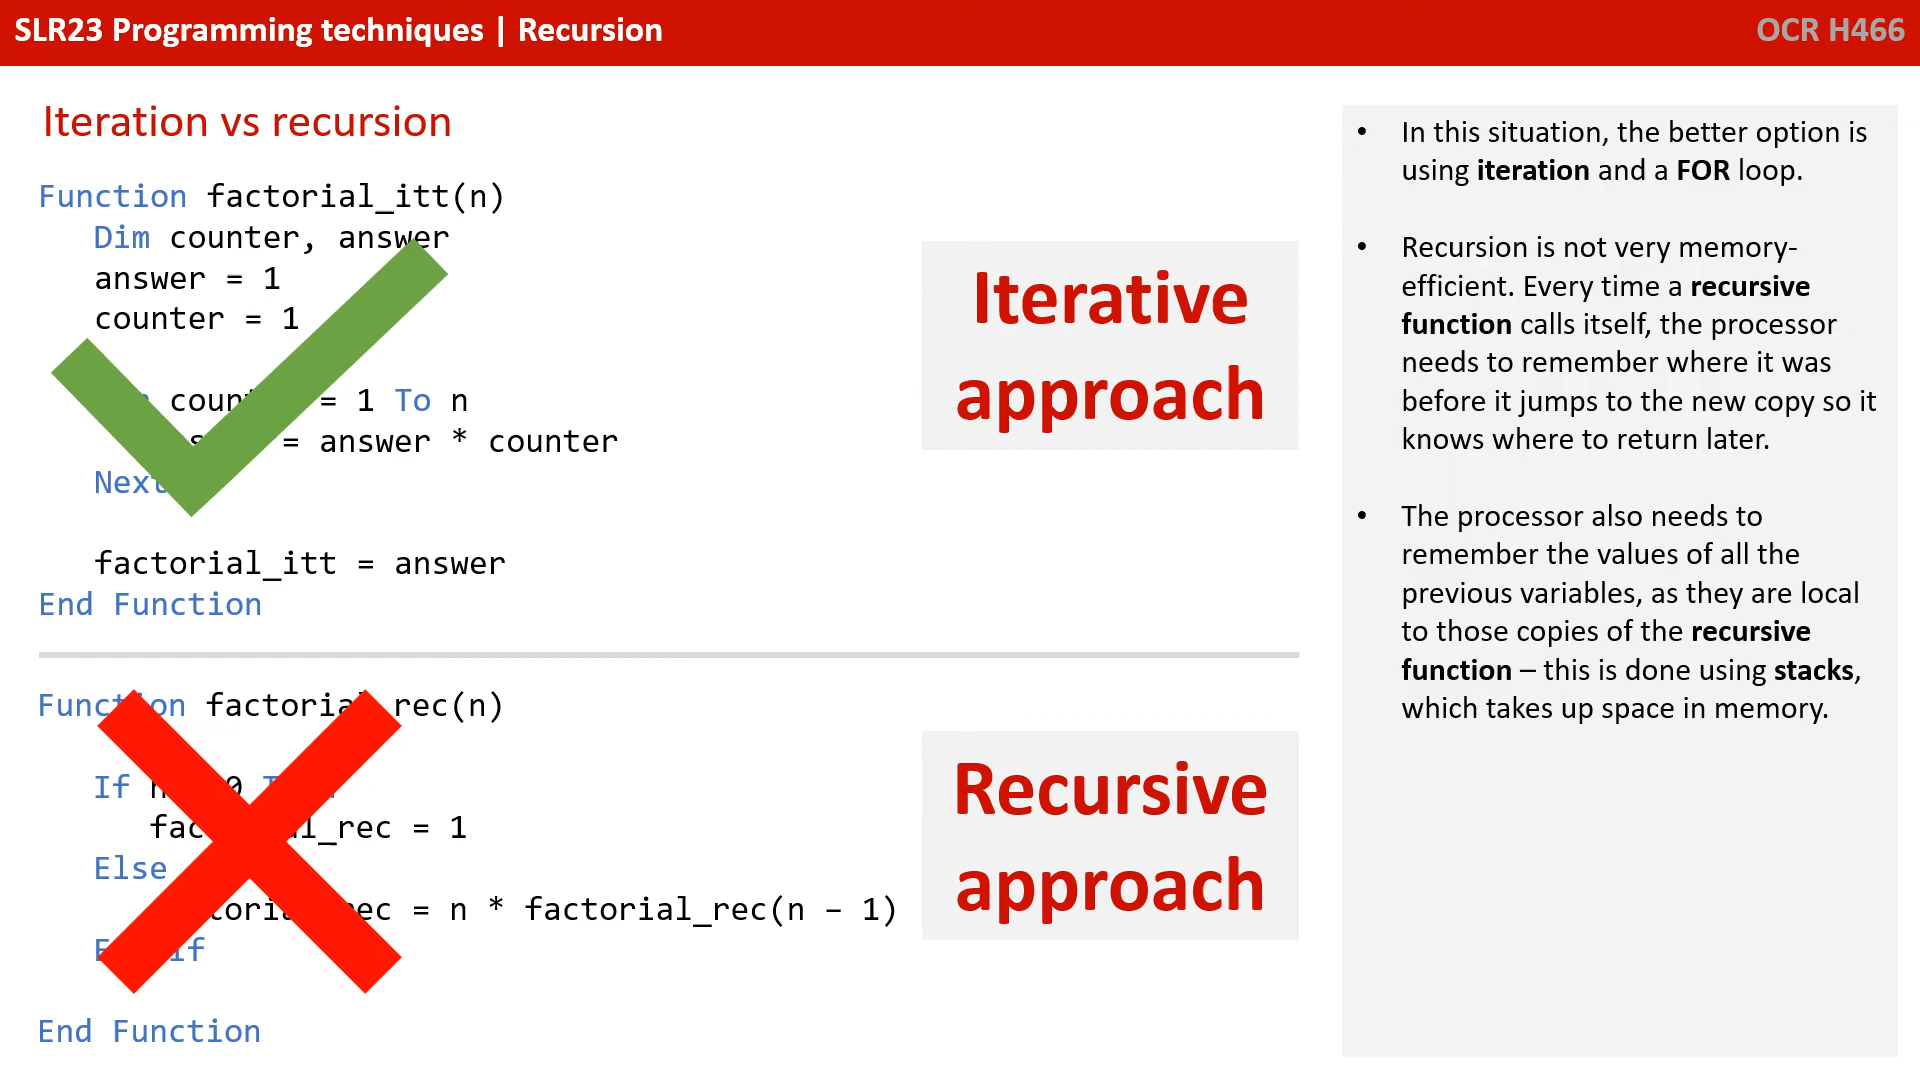 SLR23 Programming techniques | Recursion
OCR H466
Iteration vs recursion
Function factorial_itt(n)
Dim counter, answer
answer = 1
counter = 1
= 1 To n
= answer * counter
Next
factorial_itt = answer
End Function
Iterative
approach
Function rec(n)
If
= 1
Else
= n * factorial_rec(n – 1)
End Function
Recursive
approach
• In this situation, the better option is
using iteration and a FOR loop.
• Recursion is not very memory-
efficient. Every time a recursive
function calls itself, the processor
needs to remember where it was
before it jumps to the new copy so it
knows where to return later.
• The processor also needs to
remember the values of all the
previous variables, as they are local
to those copies of the recursive
function – this is done using stacks,
which takes up space in memory.